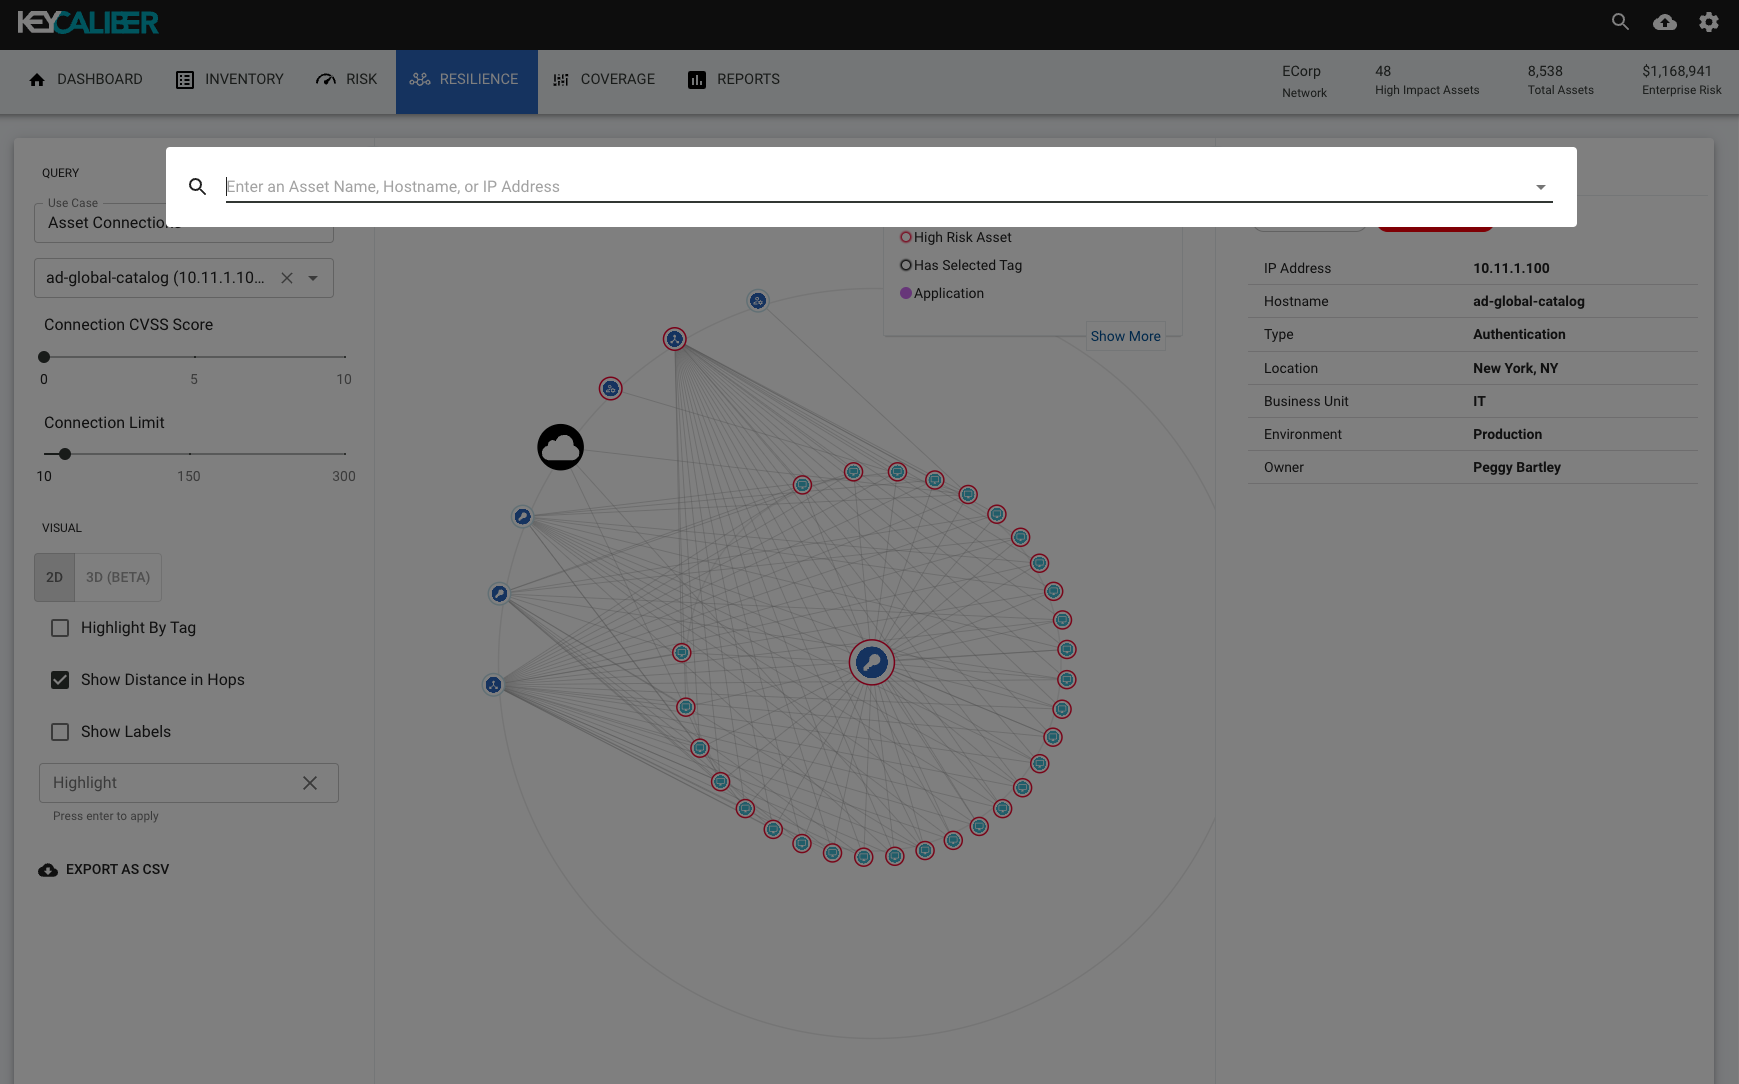 KEYCALIBER
DASHBOARD
INVENTORY
RISK
RESILIENCE
COVERAGE
REPORTS
ECorp
Network
48
High Impact Assets
8,538
Total Assets
$1,168,941
Enterprise Risk
Enter an Asset Name, Hostname, or IP Address
QUERY
Use Case
Asset Connections
ad-global-catalog (10.11.1.10...
Connection CVSS Score
0 5 10
Connection Limit
10 150 300
VISUAL
2D
3D (BETA)
Highlight By Tag
Show Distance in Hops
Show Labels
Highlight
Press enter to apply
EXPORT AS CSV
High Risk Asset
Has Selected Tag
Application
Show More
IP Address 10.11.1.100
Hostname ad-global-catalog
Type Authentication
Location New York, NY
Business Unit IT
Environment Production
Owner Peggy Bartley